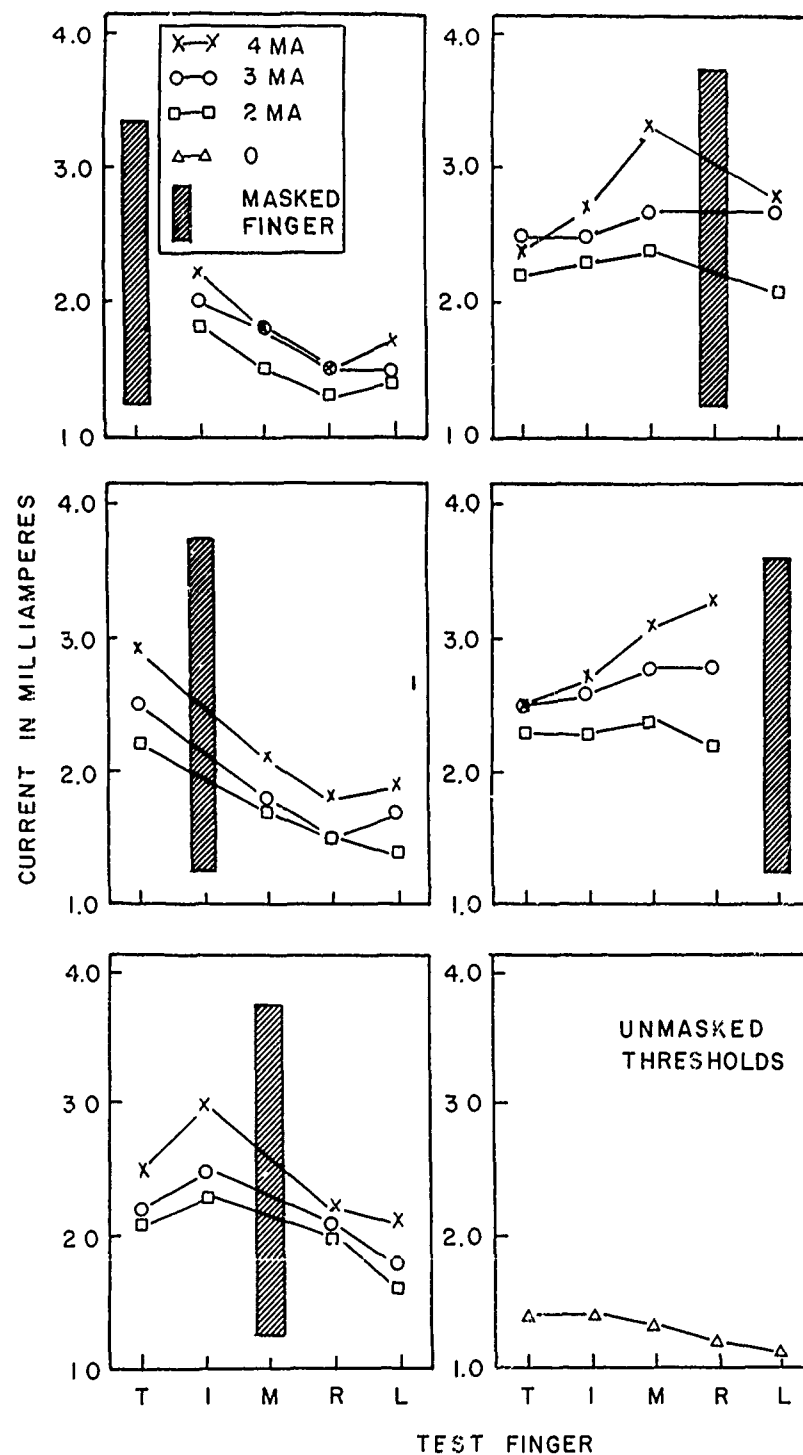 4.0
3.0
2.0
1.0
X—X 4 MA
O—O 3 MA
□—□ 2 MA
△—△ 0
MASKED
FINGER
4.0
3.0
2.0
1.0
CURRENT IN MILLIAMPERES
4.0
3.0
2.0
1.0
4.0
3.0
2.0
1.0
4.0
3 0
2 0
1 0
T I M R L
4.0
3.0
2.0
1.0
UNMASKED
THRESHOLDS
T I M R L
TEST FINGER